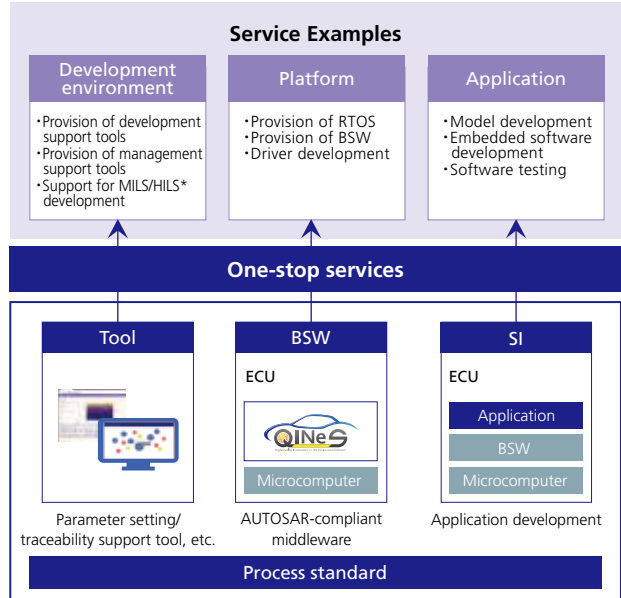 Service Examples
Development
environment
・Provision of development
support tools
・Provision of management
support tools
・Support for MILS/HILS*
development
Platform
・Provision of RTOS
・Provision of BSW
・Driver development
Application
・Model development
・Embedded software
development
・Software testing
One-stop services
Tool
Parameter setting/
traceability support tool, etc.
BSW
ECU
QINeS
Microcomputer
AUTOSAR-compliant
middleware
SI
ECU
Application
BSW
Microcomputer
Application development
Process standard